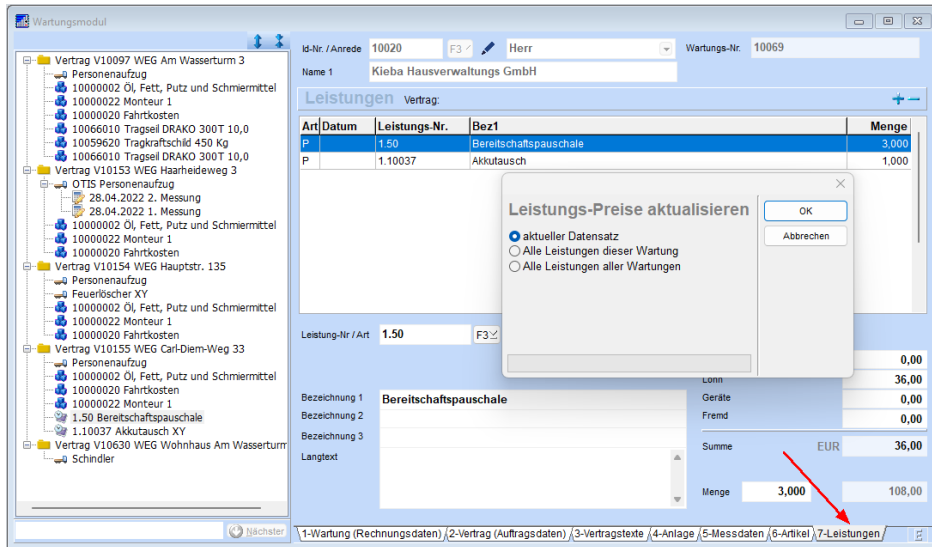 Wartungsmodul
Vertrag V10097 WEG Am Wasserturm 3
Personenaufzug
10000002 Öl, Fett, Putz und Schmiermittel
10000022 Monteur 1
10000020 Fahrtkosten
10066010 Tragseil DRAKO 300T 10,0
10059620 Tragkraftschild 450 Kg
10066010 Tragseil DRAKO 300T 10,0
Vertrag V10153 WEG Haarheideweg 3
OTIS Personenaufzug
28.04.2022 2. Messung
28.04.2022 1. Messung
10000002 Öl, Fett, Putz und Schmiermittel
10000022 Monteur 1
10000020 Fahrtkosten
Vertrag V10154 WEG Hauptstr. 135
Personenaufzug
Feuerlöscher XY
10000002 Öl, Fett, Putz und Schmiermittel
10000022 Monteur 1
10000020 Fahrtkosten
Vertrag V10155 WEG Carl-Diem-Weg 33
Personenaufzug
10000002 Öl, Fett, Putz und Schmiermittel
10000020 Fahrtkosten
10000022 Monteur 1
1.50 Bereitschaftspauschale
1.10037 Akkutausch XY
Vertrag V10630 WEG Wohnhaus Am Wasserturm
Schindler
Nächster
Id-Nr. / Anrede 10020 F3 Herr Wartungs-Nr. 10069
Name 1 Kieba Hausverwaltungs GmbH
Leistungen Vertrag:
Art Datum Leistungs-Nr. Bez1 Menge
P 1.50 Bereitschaftspauschale 3,000
P 1.10037 Akkutausch 1,000
Leistungs-Preise aktualisieren OK
aktueller Datensatz Abbrechen
Alle Leistungen dieser Wartung
Alle Leistungen aller Wartungen
Leistung-Nr / Art 1.50 F3
0,00
Lohn 36,00
Bezeichnung 1 Bereitschaftspauschale Geräte 0,00
Bezeichnung 2 Fremd 0,00
Bezeichnung 3
Langtext Summe EUR 36,00
Menge 3,000 108,00
1-Wartung (Rechnungsdaten) 2-Vertrag (Auftragsdaten) 3-Vertragstexte 4-Anlage 5-Messdaten 6-Artikel 7-Leistungen